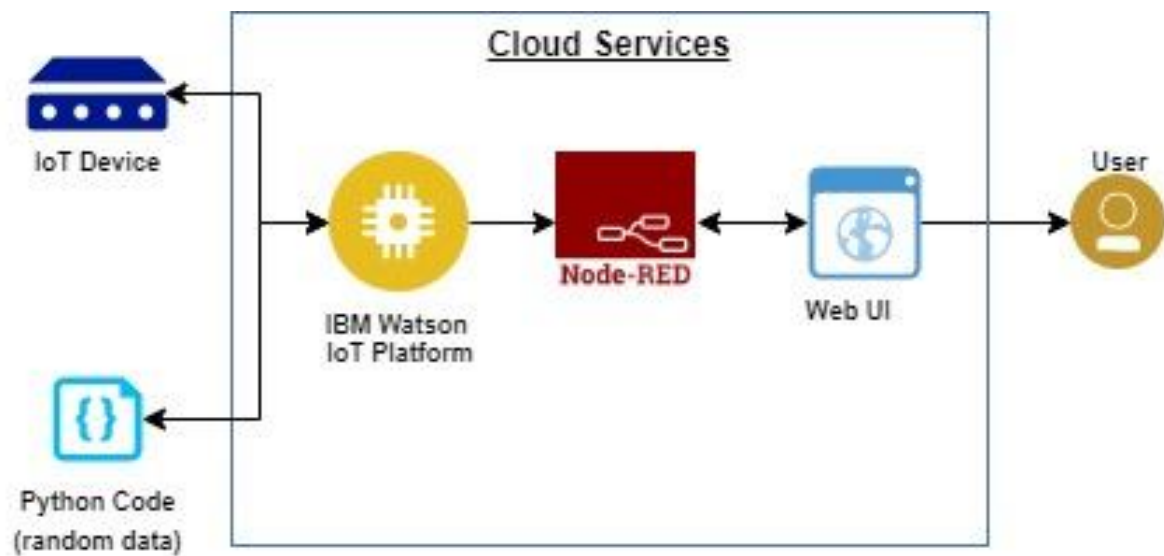 Cloud Services
IoT Device
User
Node-RED
Web UI
IBM Watson
IoT Platform
{}
Python Code
(random data)